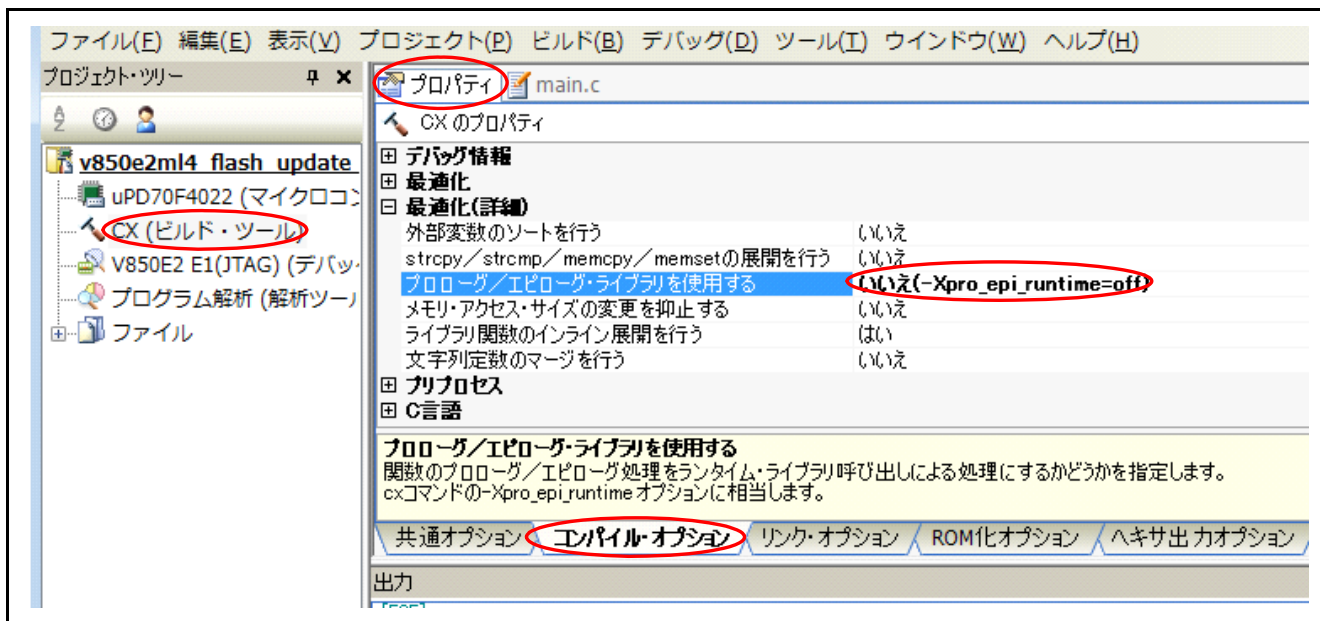 ファイル(F) 編集(E) 表示(V) プロジェクト(P) ビルド(B) デバッグ(D) ツール(T) ウインドウ(W) ヘルプ(H)
プロジェクト・ツリー
プロパティ main.c
CX のプロパティ
v850e2ml4_flash_update_
uPD70F4022 (マイクロコン
CX (ビルド・ツール)
V850E2 E1(JTAG) (デバッ
プログラム解析 (解析ツール
ファイル
デバッグ情報
最適化
最適化(詳細)
外部変数のソートを行う いいえ
strcpy／strcmp／memcpy／memsetの展開を行う いいえ
プロローグ／エピローグ・ライブラリを使用する いいえ(-Xpro_epi_runtime=off)
メモリ・アクセス・サイズの変更を抑止する いいえ
ライブラリ関数のインライン展開を行う はい
文字列定数のマージを行う いいえ
プリプロセス
C言語
プロローグ／エピローグ・ライブラリを使用する
関数のプロローグ／エピローグ処理をランタイム・ライブラリ呼び出しによる処理にするかどうかを指定します。
cxコマンドの-Xpro_epi_runtimeオプションに相当します。
共通オプション コンパイル・オプション リンク・オプション ROM化オプション ヘキサ出力オプション
出力